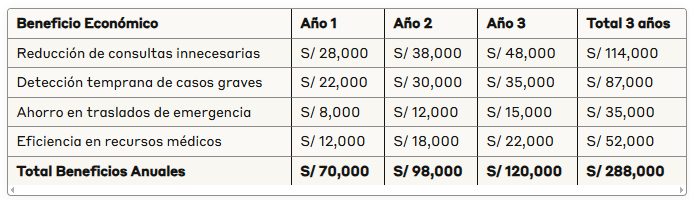 Beneficio Económico Año 1 Año 2 Año 3 Total 3 años
Reducción de consultas innecesarias S/ 28,000 S/ 38,000 S/ 48,000 S/ 114,000
Detección temprana de casos graves S/ 22,000 S/ 30,000 S/ 35,000 S/ 87,000
Ahorro en traslados de emergencia S/ 8,000 S/ 12,000 S/ 15,000 S/ 35,000
Eficiencia en recursos médicos S/ 12,000 S/ 18,000 S/ 22,000 S/ 52,000
Total Beneficios Anuales S/ 70,000 S/ 98,000 S/ 120,000 S/ 288,000